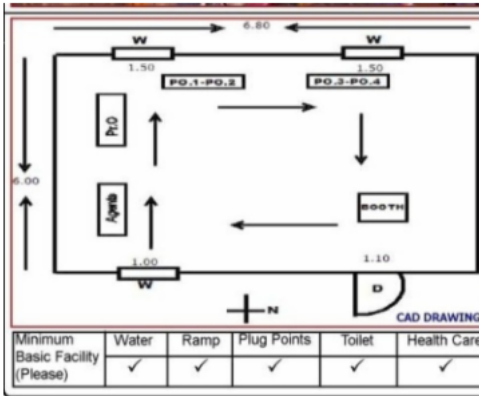 6.80
W W
1.50 1.50
PO.1-PO.2 PO.3-PO.4
Pr.O
6.00
Agents
BOOTH
1.00 1.10
W D
N
CAD DRAWING
Minimum Basic Facility (Please) Water Ramp Plug Points Toilet Health Care
✓ ✓ ✓ ✓ ✓